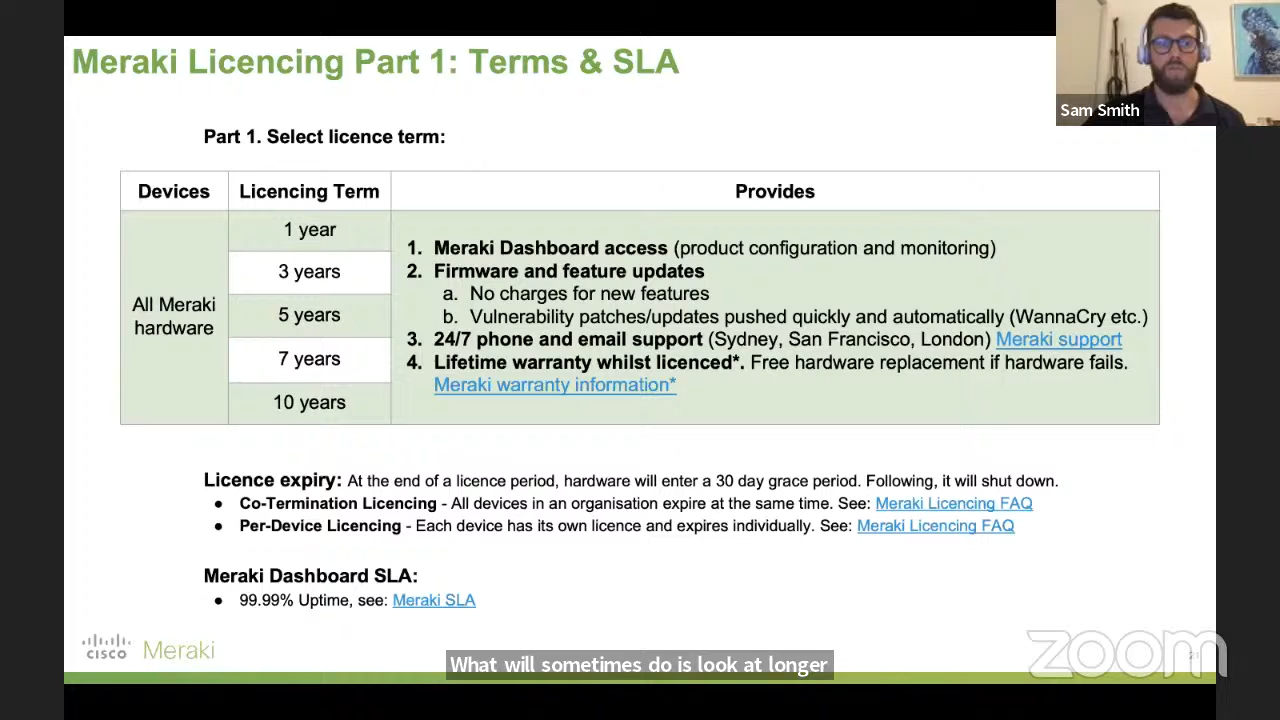 Meraki Licencing Part 1: Terms & SLA
Sam Smith
Part 1. Select licence term:
Devices Licencing Term Provides
All Meraki hardware
1 year
3 years
5 years
7 years
10 years
1. Meraki Dashboard access (product configuration and monitoring)
2. Firmware and feature updates
a. No charges for new features
b. Vulnerability patches/updates pushed quickly and automatically (WannaCry etc.)
3. 24/7 phone and email support (Sydney, San Francisco, London) Meraki support
4. Lifetime warranty whilst licenced*. Free hardware replacement if hardware fails.
Meraki warranty information*
Licence expiry: At the end of a licence period, hardware will enter a 30 day grace period. Following, it will shut down.
● Co-Termination Licencing - All devices in an organisation expire at the same time. See: Meraki Licencing FAQ
● Per-Device Licencing - Each device has its own licence and expires individually. See: Meraki Licencing FAQ
Meraki Dashboard SLA:
● 99.99% Uptime, see: Meraki SLA
CISCO Meraki
What will sometimes do is look at longer
zoom